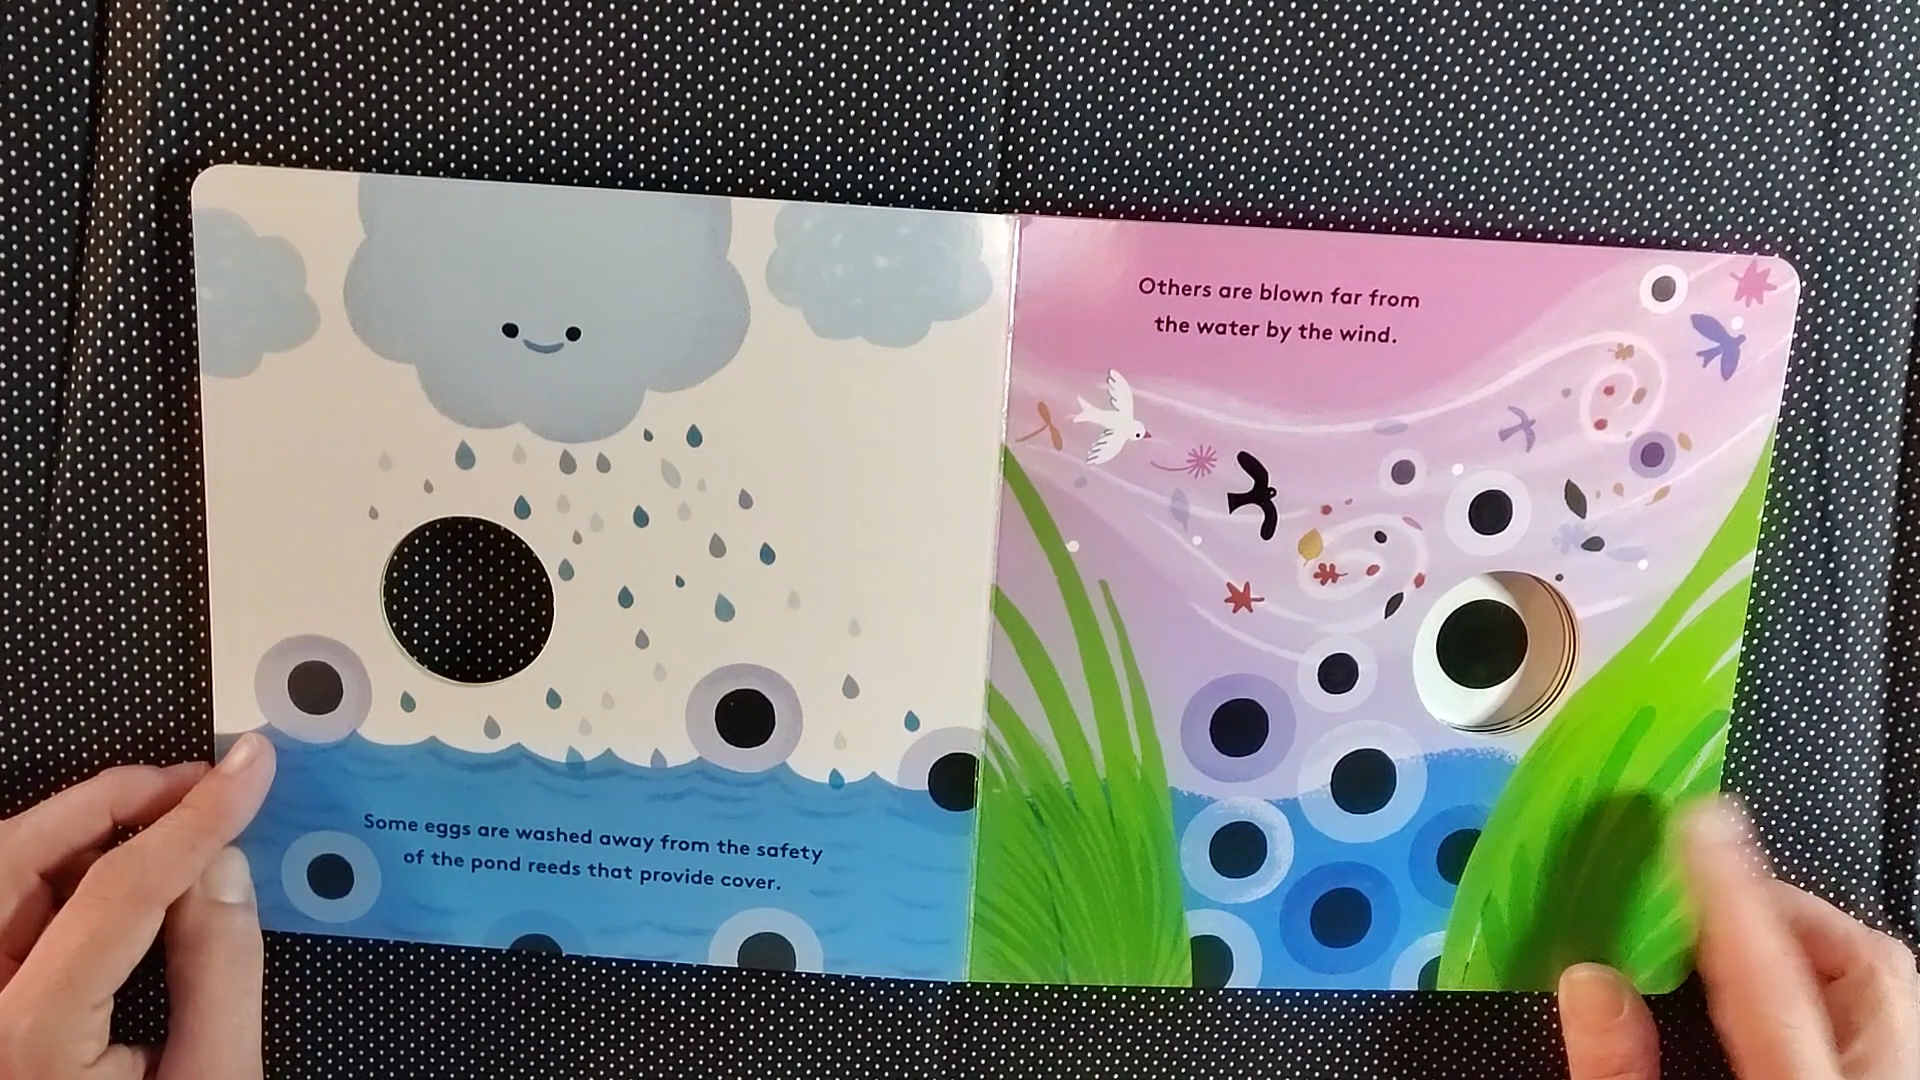 Some eggs are washed away from the safety
of the pond reeds that provide cover.
Others are blown far from
the water by the wind.